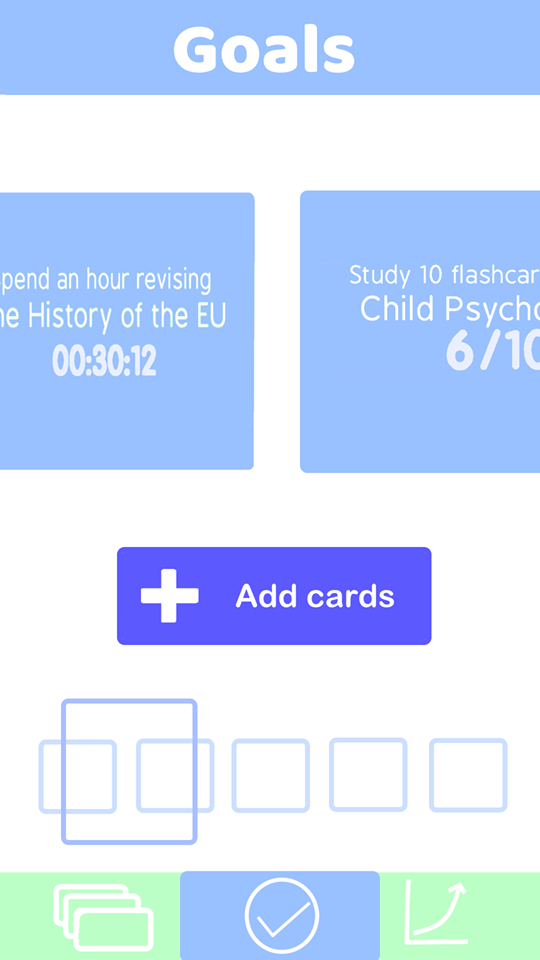 Goals
pend an hour revising
he History of the EU
00:30:12
Study 10 flashcar
Child Psycho
6/10
Add cards